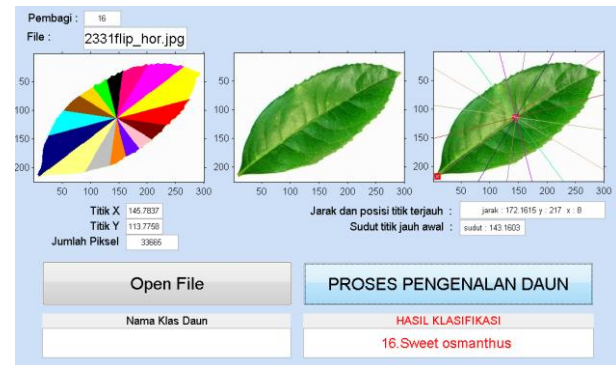 Pembagi : 16
File : 2331flip_hor.jpg
50 50 50
100 100 100
150 150 150
200 200 200
50 100 150 200 250 300 50 100 150 200 250 300 50 100 150 200 250 300
Titik X 145.7837
Titik Y 113.7758
Jumlah Piksel 33665
Jarak dan posisi titik terjauh : jarak : 172.1615 y : 217 x : 8
Sudut titik jauh awal : sudut : 143.1603
Open File
PROSES PENGENALAN DAUN
Nama Klas Daun
HASIL KLASIFIKASI
16.Sweet osmanthus